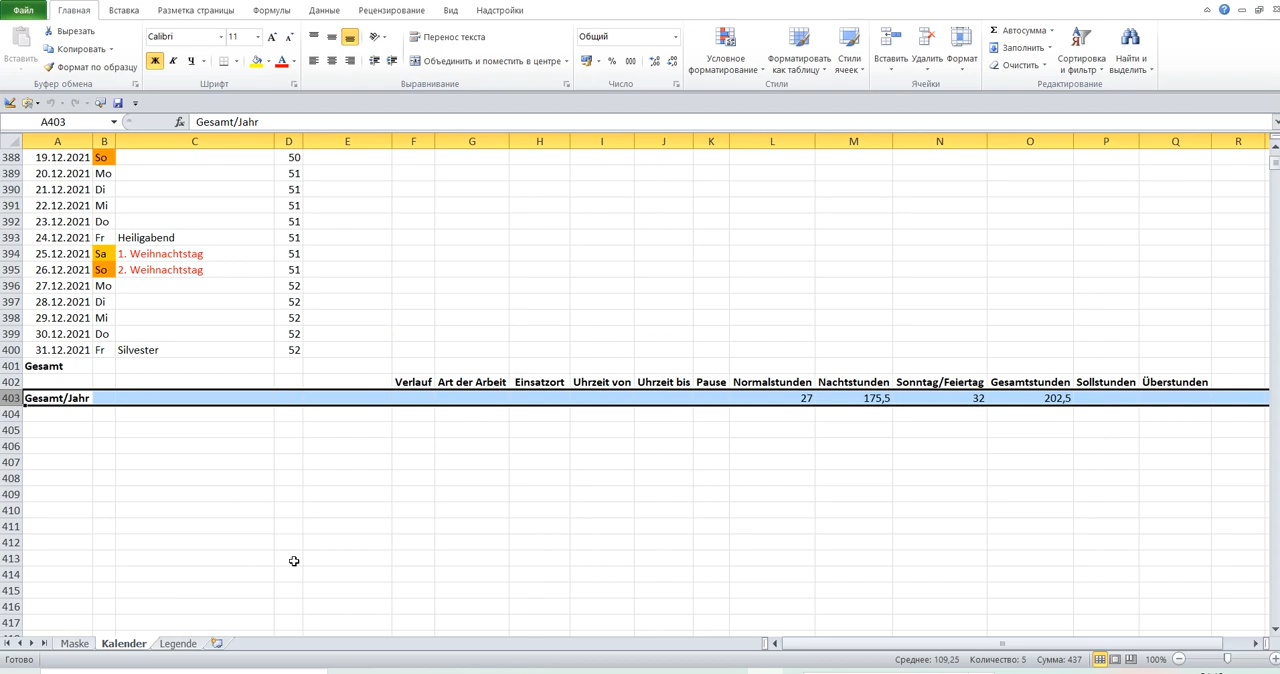 Файл Главная Вставка Разметка страницы Формулы Данные Рецензирование Вид Надстройки
Вырезать
Копировать
Формат по образцу
Вставить
Буфер обмена
Calibri 11
Ж К Ч
Шрифт
Перенос текста
Объединить и поместить в центре
Выравнивание
Общий
% 000
Число
Условное форматирование
Форматировать как таблицу
Стили ячеек
Стили
Вставить Удалить Формат
Ячейки
Автосумма
Заполнить
Очистить
Сортировка и фильтр
Найти и выделить
Редактирование
A403 fx Gesamt/Jahr
A B C D E F G H I J K L M N O P Q R
388 19.12.2021 So 50
389 20.12.2021 Mo 51
390 21.12.2021 Di 51
391 22.12.2021 Mi 51
392 23.12.2021 Do 51
393 24.12.2021 Fr Heiligabend 51
394 25.12.2021 Sa 1. Weihnachtstag 51
395 26.12.2021 So 2. Weihnachtstag 51
396 27.12.2021 Mo 52
397 28.12.2021 Di 52
398 29.12.2021 Mi 52
399 30.12.2021 Do 52
400 31.12.2021 Fr Silvester 52
401 Gesamt
402 Verlauf Art der Arbeit Einsatzort Uhrzeit von Uhrzeit bis Pause Normalstunden Nachtstunden Sonntag/Feiertag Gesamtstunden Sollstunden Überstunden
403 Gesamt/Jahr 27 175,5 32 202,5
404
405
406
407
408
409
410
411
412
413
414
415
416
417
Maske Kalender Legende
Готово Среднее: 109,25 Количество: 5 Сумма: 437 100%